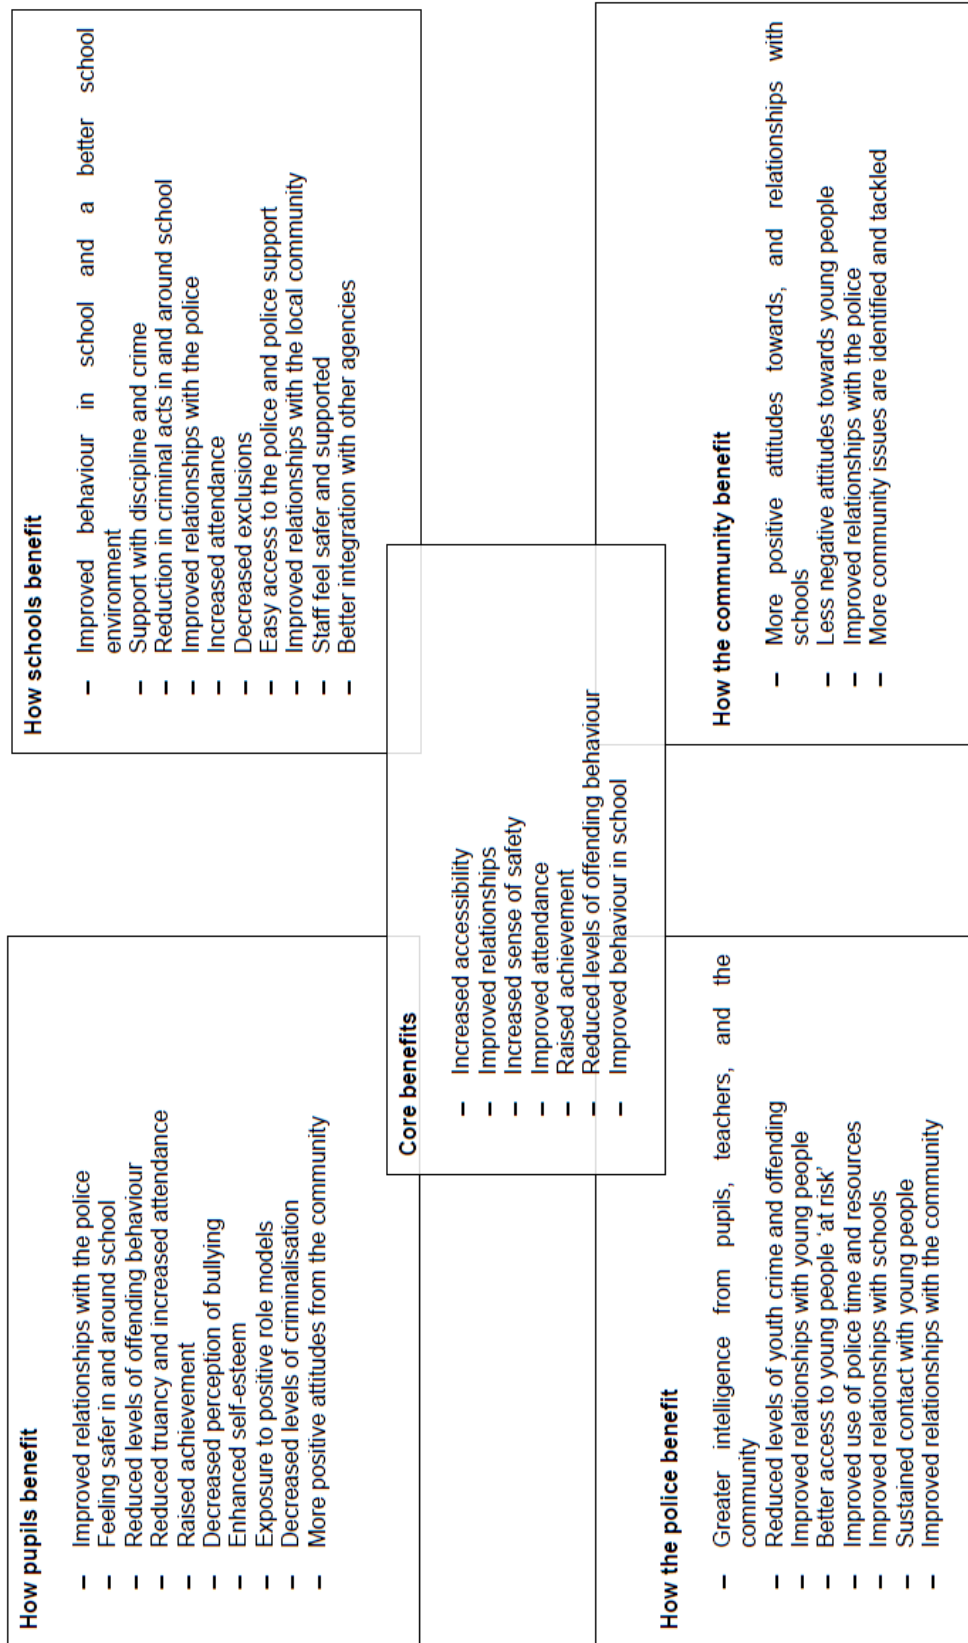 How pupils benefit
– Improved relationships with the police
– Feeling safer in and around school
– Reduced levels of offending behaviour
– Reduced truancy and increased attendance
– Raised achievement
– Decreased perception of bullying
– Enhanced self-esteem
– Exposure to positive role models
– Decreased levels of criminalisation
– More positive attitudes from the community
How schools benefit
– Improved behaviour in school and a better school
environment
– Support with discipline and crime
– Reduction in criminal acts in and around school
– Improved relationships with the police
– Increased attendance
– Decreased exclusions
– Easy access to the police and police support
– Improved relationships with the local community
– Staff feel safer and supported
– Better integration with other agencies
Core benefits
– Increased accessibility
– Improved relationships
– Increased sense of safety
– Improved attendance
– Raised achievement
– Reduced levels of offending behaviour
– Improved behaviour in school
How the police benefit
– Greater intelligence from pupils, teachers, and the
community
– Reduced levels of youth crime and offending
– Improved relationships with young people
– Better access to young people ‘at risk’
– Improved use of police time and resources
– Improved relationships with schools
– Sustained contact with young people
– Improved relationships with the community
How the community benefit
– More positive attitudes towards, and relationships with
schools
– Less negative attitudes towards young people
– Improved relationships with the police
– More community issues are identified and tackled